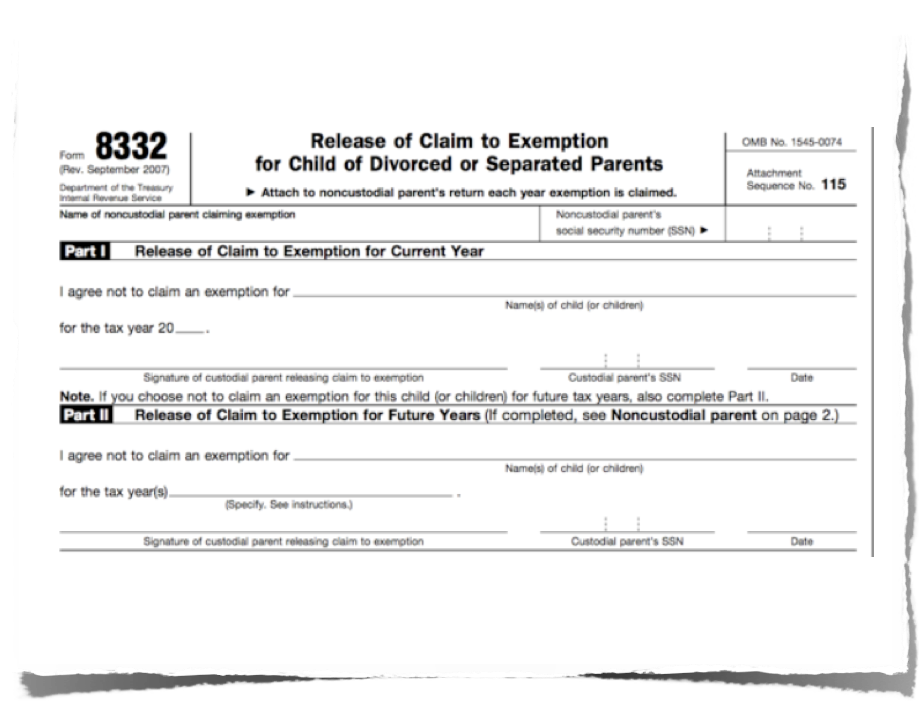 Form 8332
(Rev. September 2007)
Department of the Treasury
Internal Revenue Service
Release of Claim to Exemption
for Child of Divorced or Separated Parents
► Attach to noncustodial parent's return each year exemption is claimed.
OMB No. 1545-0074
Attachment
Sequence No. 115
Name of noncustodial parent claiming exemption
Noncustodial parent's
social security number (SSN) ►
Part I Release of Claim to Exemption for Current Year
I agree not to claim an exemption for
Name(s) of child (or children)
for the tax year 20____ .
Signature of custodial parent releasing claim to exemption
Custodial parent's SSN
Date
Note. If you choose not to claim an exemption for this child (or children) for future tax years, also complete Part II.
Part II Release of Claim to Exemption for Future Years (If completed, see Noncustodial parent on page 2.)
I agree not to claim an exemption for
Name(s) of child (or children)
for the tax year(s) .
(Specify. See instructions.)
Signature of custodial parent releasing claim to exemption
Custodial parent's SSN
Date